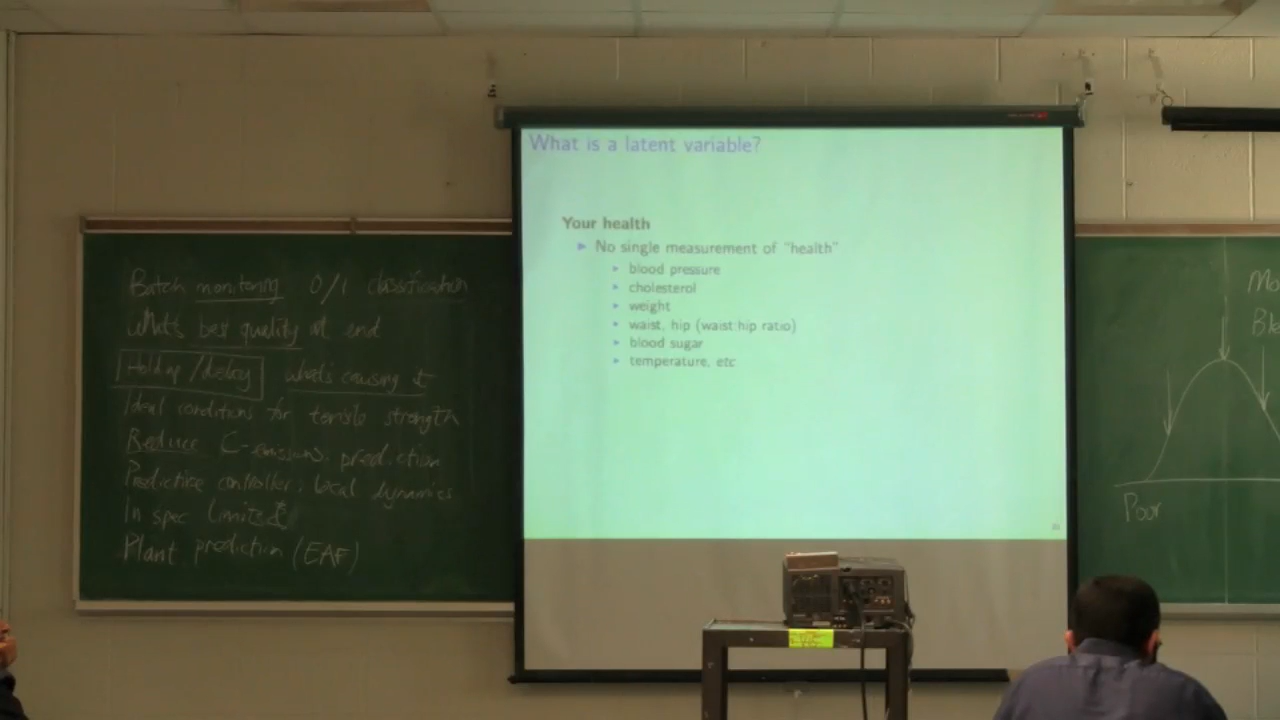 Batch monitoring 0/1 classification
What's best quality at end
Holdup/delay what's causing it
Ideal conditions for tensile strength
Reduce C-emissions: prediction
Predictive controller: local dynamics
In spec limits
Plant prediction (EAF)
What is a latent variable?
Your health
No single measurement of "health"
blood pressure
cholesterol
weight
waist, hip (waist:hip ratio)
blood sugar
temperature, etc
Poor